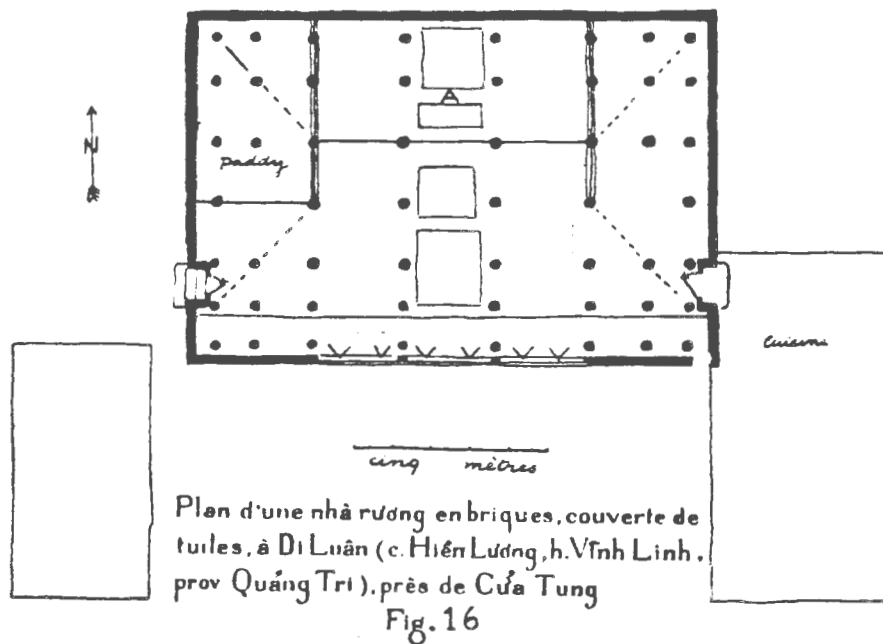 N
paddy
cuisine
cinq mètres
Plan d'une nhà rương en briques, couverte de
tuiles, à Di Luân (c. Hiền Lương, h. Vĩnh Linh.
prov Quảng Tri), près de Cửa Tung
Fig. 16